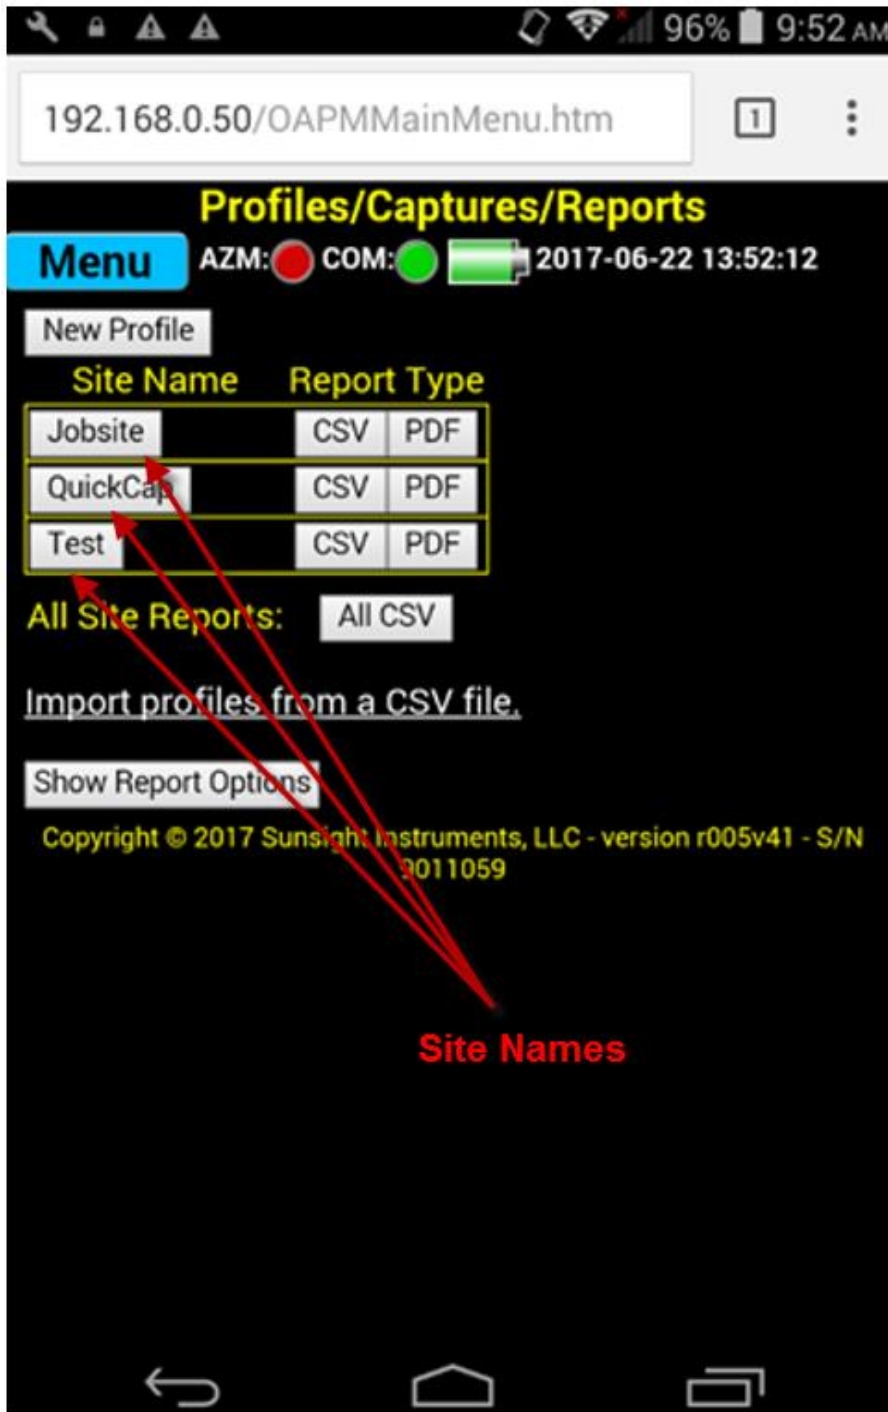 96% 9:52 AM
192.168.0.50/OAPMMainMenu.htm 1
Profiles/Captures/Reports
Menu AZM: COM: 2017-06-22 13:52:12
New Profile
Site Name Report Type
Jobsite CSV PDF
QuickCap CSV PDF
Test CSV PDF
All Site Reports: All CSV
Import profiles from a CSV file.
Show Report Options
Copyright © 2017 Sunsight Instruments, LLC - version r005v41 - S/N
9011059
Site Names